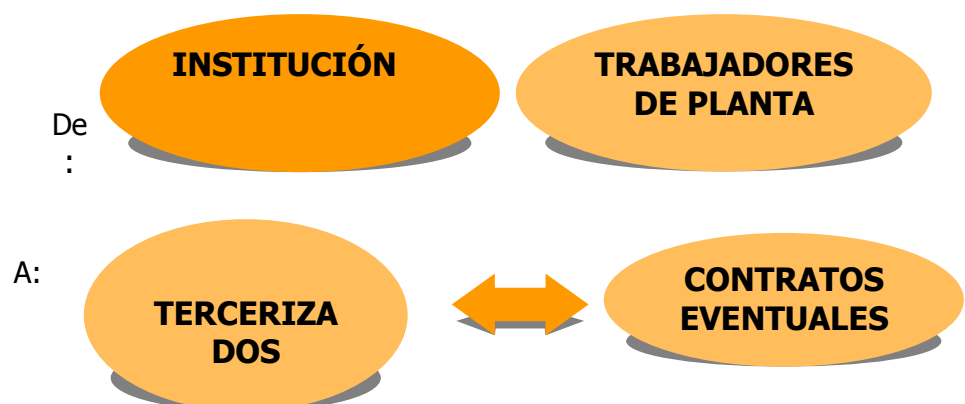 INSTITUCIÓN
TRABAJADORES
DE PLANTA
De
:
A:
TERCERIZA
DOS
CONTRATOS
EVENTUALES